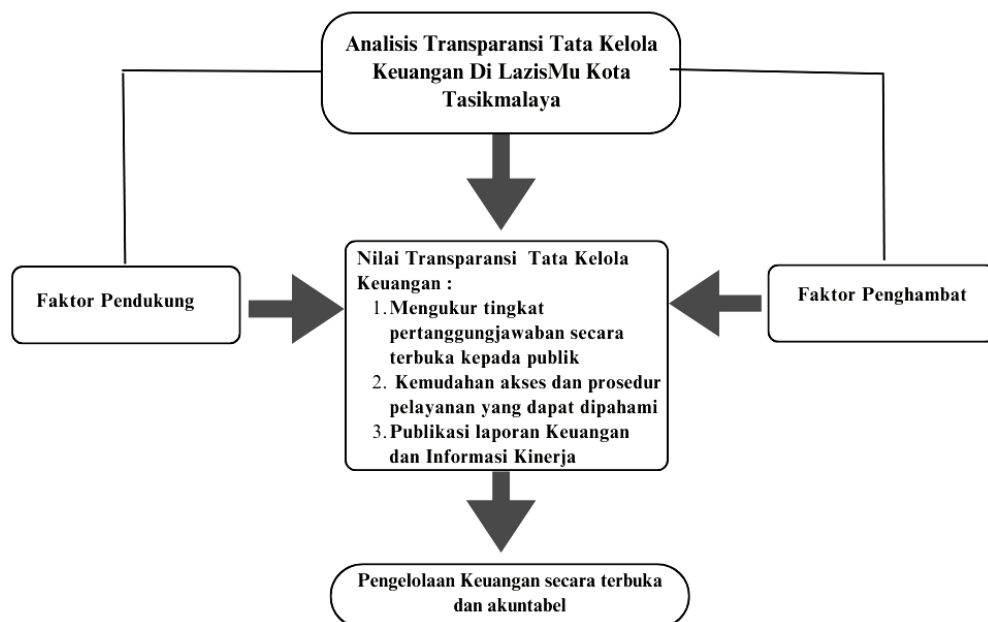 Analisis Transparansi Tata Kelola
Keuangan Di LazisMu Kota
Tasikmalaya
Faktor Pendukung
Nilai Transparansi Tata Kelola
Keuangan :
1. Mengukur tingkat
pertanggungjawaban secara
terbuka kepada publik
2. Kemudahan akses dan prosedur
pelayanan yang dapat dipahami
3. Publikasi laporan Keuangan
dan Informasi Kinerja
Faktor Penghambat
Pengelolaan Keuangan secara terbuka
dan akuntabel